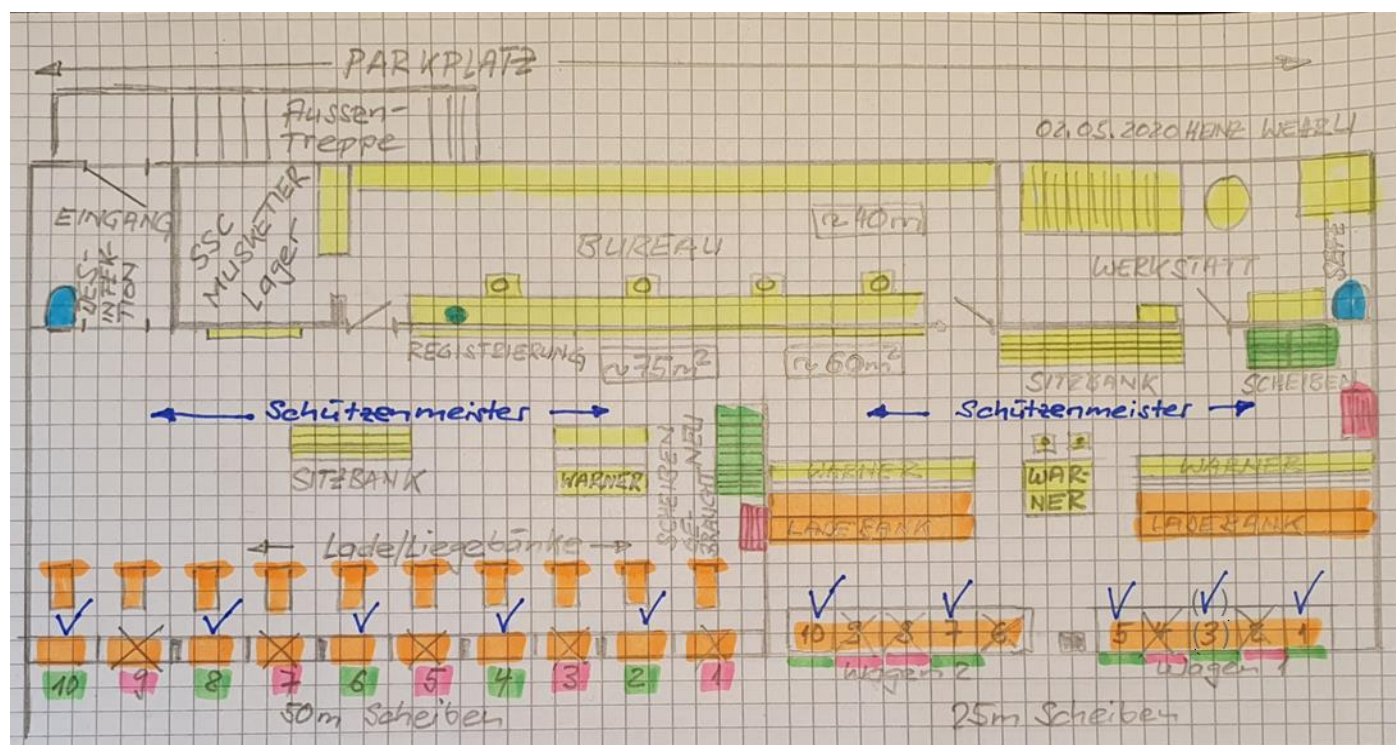 PARKPLATZ
Aussen-
Treppe
02.05.2020 HEINZ WEHRLI
EINGANG
DES-
INFEK-
TION
SSC
MUSKETIER
Lager
BUREAU
~40m
WERKSTATT
SEIFE
REGISTRIERUNG
~75m²
~60m²
SITZBANK
SCHEIBEN
Schützenmeister
Schützenmeister
SITZBANK
WARNER
SCHEIBEN
GE-
BRAUCHT NEU
WARNER
LADEBANK
WAR-
NER
WARNER
LADEBANK
Lade/Liegebänke
10 9 8 7 6 5 4 3 2 1
10 9 8 7 6
5 4 (3) 2 1
Wagen 2
Wagen 1
50m Scheiben
25m Scheiben